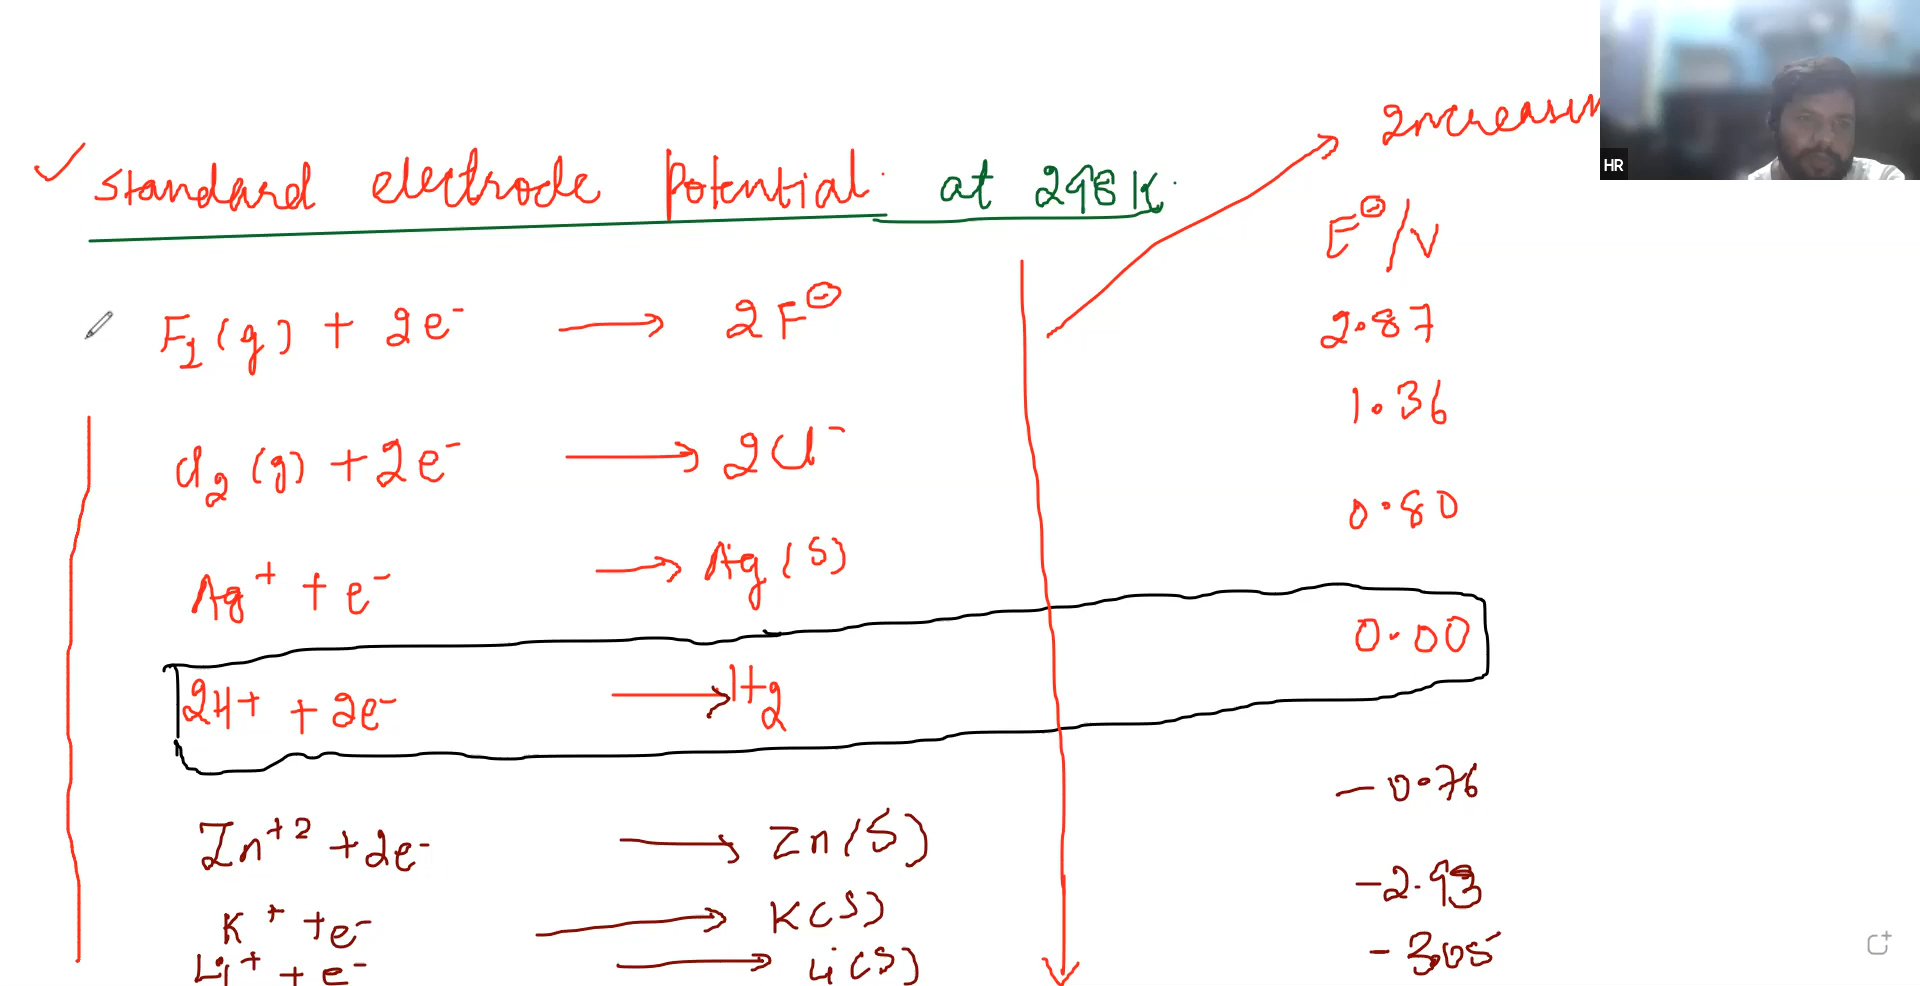 ✓ Standard electrode Potential at 298K
Increasin
E⊖/V
F₂(g) + 2e⁻ ⟶ 2F⊖ 2.87
Cl₂(g) + 2e⁻ ⟶ 2Cl⁻ 1.36
Ag⁺ + e⁻ ⟶ Ag(s) 0.80
2H⁺ + 2e⁻ ⟶ H₂ 0.00
Zn⁺² + 2e⁻ ⟶ Zn(s) -0.76
K⁺ + e⁻ ⟶ K(s) -2.93
Li⁺ + e⁻ ⟶ Li(s) -3.05
HR